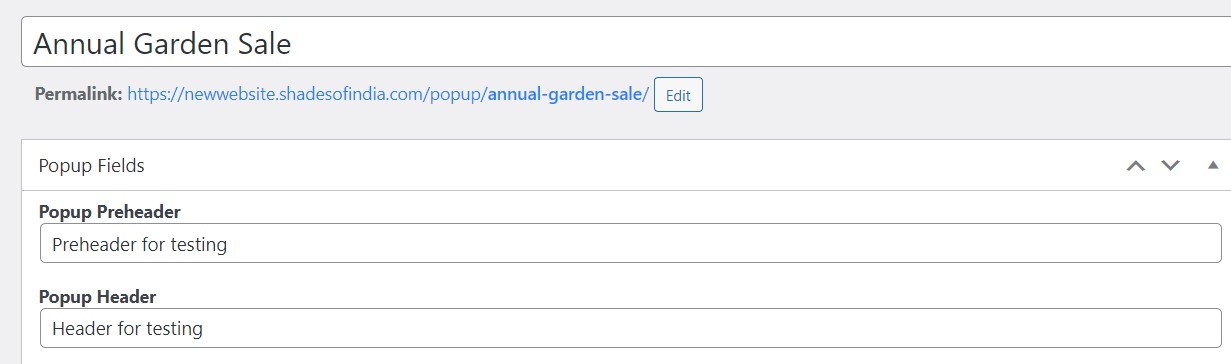 Annual Garden Sale
Permalink: https://newwebsite.shadesofindia.com/popup/annual-garden-sale/ Edit
Popup Fields
Popup Preheader
Preheader for testing
Popup Header
Header for testing